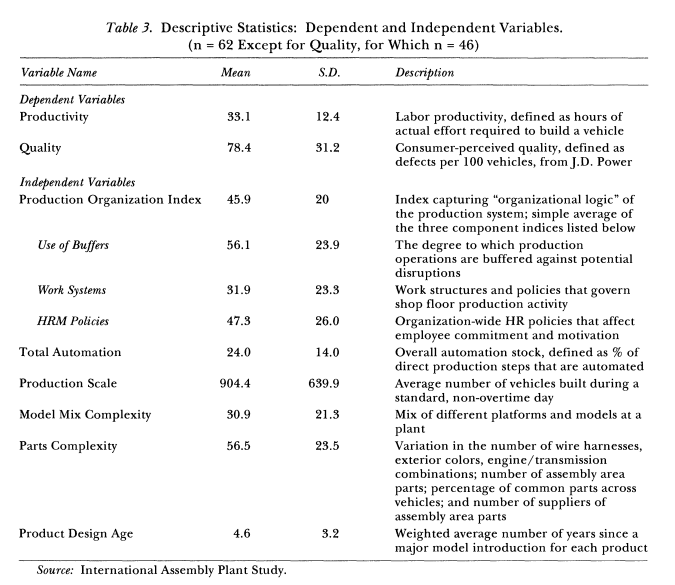 Table 3. Descriptive Statistics: Dependent and Independent Variables.
(n = 62 Except for Quality, for Which n = 46)
Variable Name Mean S.D. Description
Dependent Variables
Productivity 33.1 12.4 Labor productivity, defined as hours of
actual effort required to build a vehicle
Quality 78.4 31.2 Consumer-perceived quality, defined as
defects per 100 vehicles, from J.D. Power
Independent Variables
Production Organization Index 45.9 20 Index capturing “organizational logic” of
the production system; simple average of
the three component indices listed below
Use of Buffers 56.1 23.9 The degree to which production
operations are buffered against potential
disruptions
Work Systems 31.9 23.3 Work structures and policies that govern
shop floor production activity
HRM Policies 47.3 26.0 Organization-wide HR policies that affect
employee commitment and motivation
Total Automation 24.0 14.0 Overall automation stock, defined as % of
direct production steps that are automated
Production Scale 904.4 639.9 Average number of vehicles built during a
standard, non-overtime day
Model Mix Complexity 30.9 21.3 Mix of different platforms and models at a
plant
Parts Complexity 56.5 23.5 Variation in the number of wire harnesses,
exterior colors, engine/transmission
combinations; number of assembly area
parts; percentage of common parts across
vehicles; and number of suppliers of
assembly area parts
Product Design Age 4.6 3.2 Weighted average number of years since a
major model introduction for each product
Source: International Assembly Plant Study.